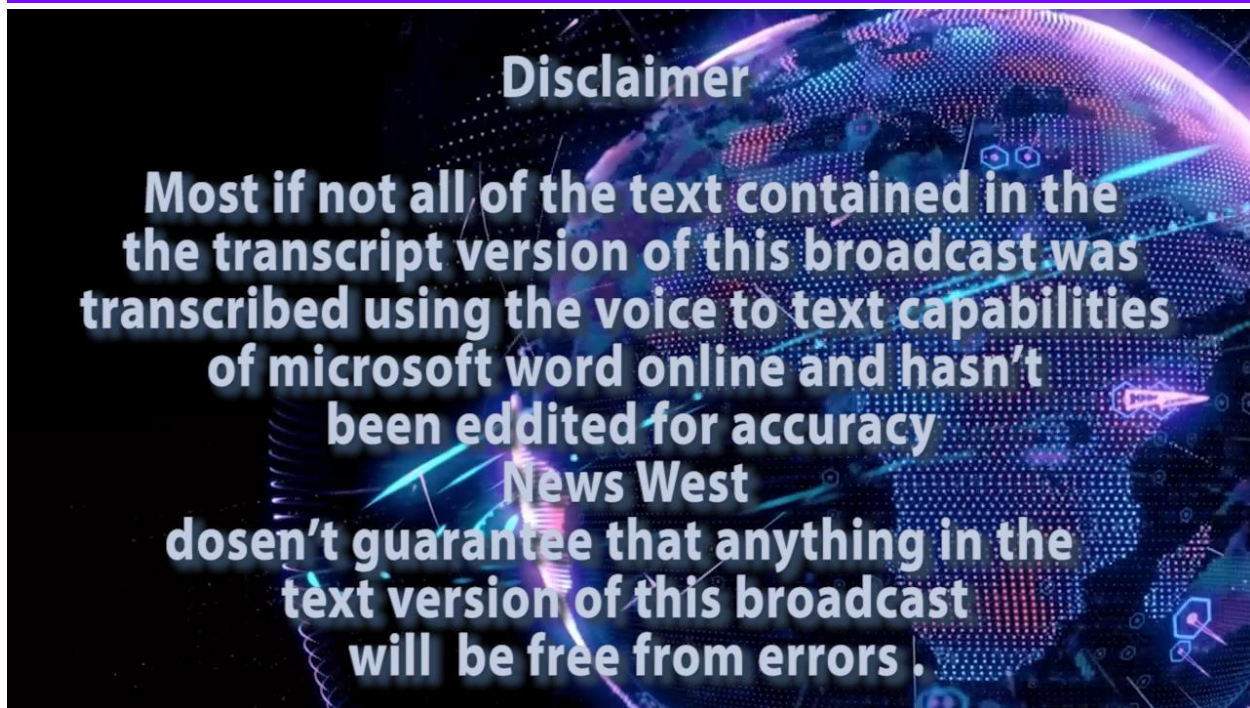 Disclaimer
Most if not all of the text contained in the
the transcript version of this broadcast was
transcribed using the voice to text capabilities
of microsoft word online and hasn’t
been eddited for accuracy
News West
dosen’t guarantee that anything in the
text version of this broadcast
will be free from errors .